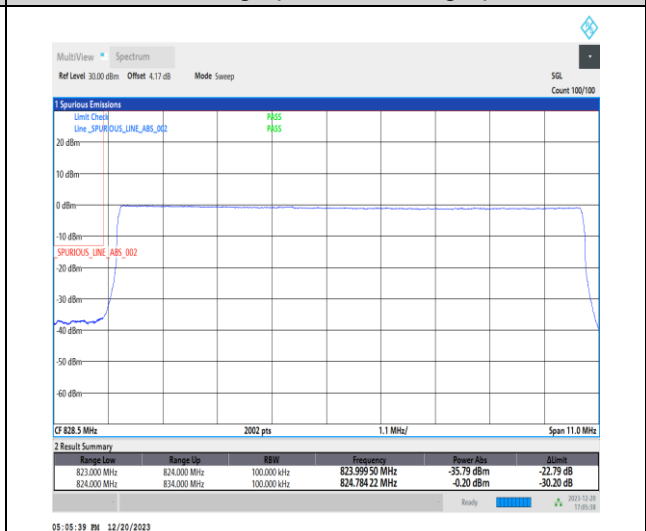 MultiView Spectrum
Ref Level 30.00 dBm Offset 4.17 dB Mode Sweep SGL
Count 100/100
1 Spurious Emissions
Limit Check PASS
Line _SPURIOUS_LINE_ABS_002 PASS
20 dBm
10 dBm
0 dBm
-10 dBm
_SPURIOUS_LINE_ABS_002
-20 dBm
-30 dBm
-40 dBm
-50 dBm
-60 dBm
CF 828.5 MHz 2002 pts 1.1 MHz/ Span 11.0 MHz
2 Result Summary
Range Low Range Up RBW Frequency Power Abs ΔLimit
823.000 MHz 824.000 MHz 100.000 kHz 823.999 50 MHz -35.79 dBm -22.79 dB
824.000 MHz 834.000 MHz 100.000 kHz 824.784 22 MHz -0.20 dBm -30.20 dB
Ready 2023-12-20
17:05:38
05:05:39 PM 12/20/2023